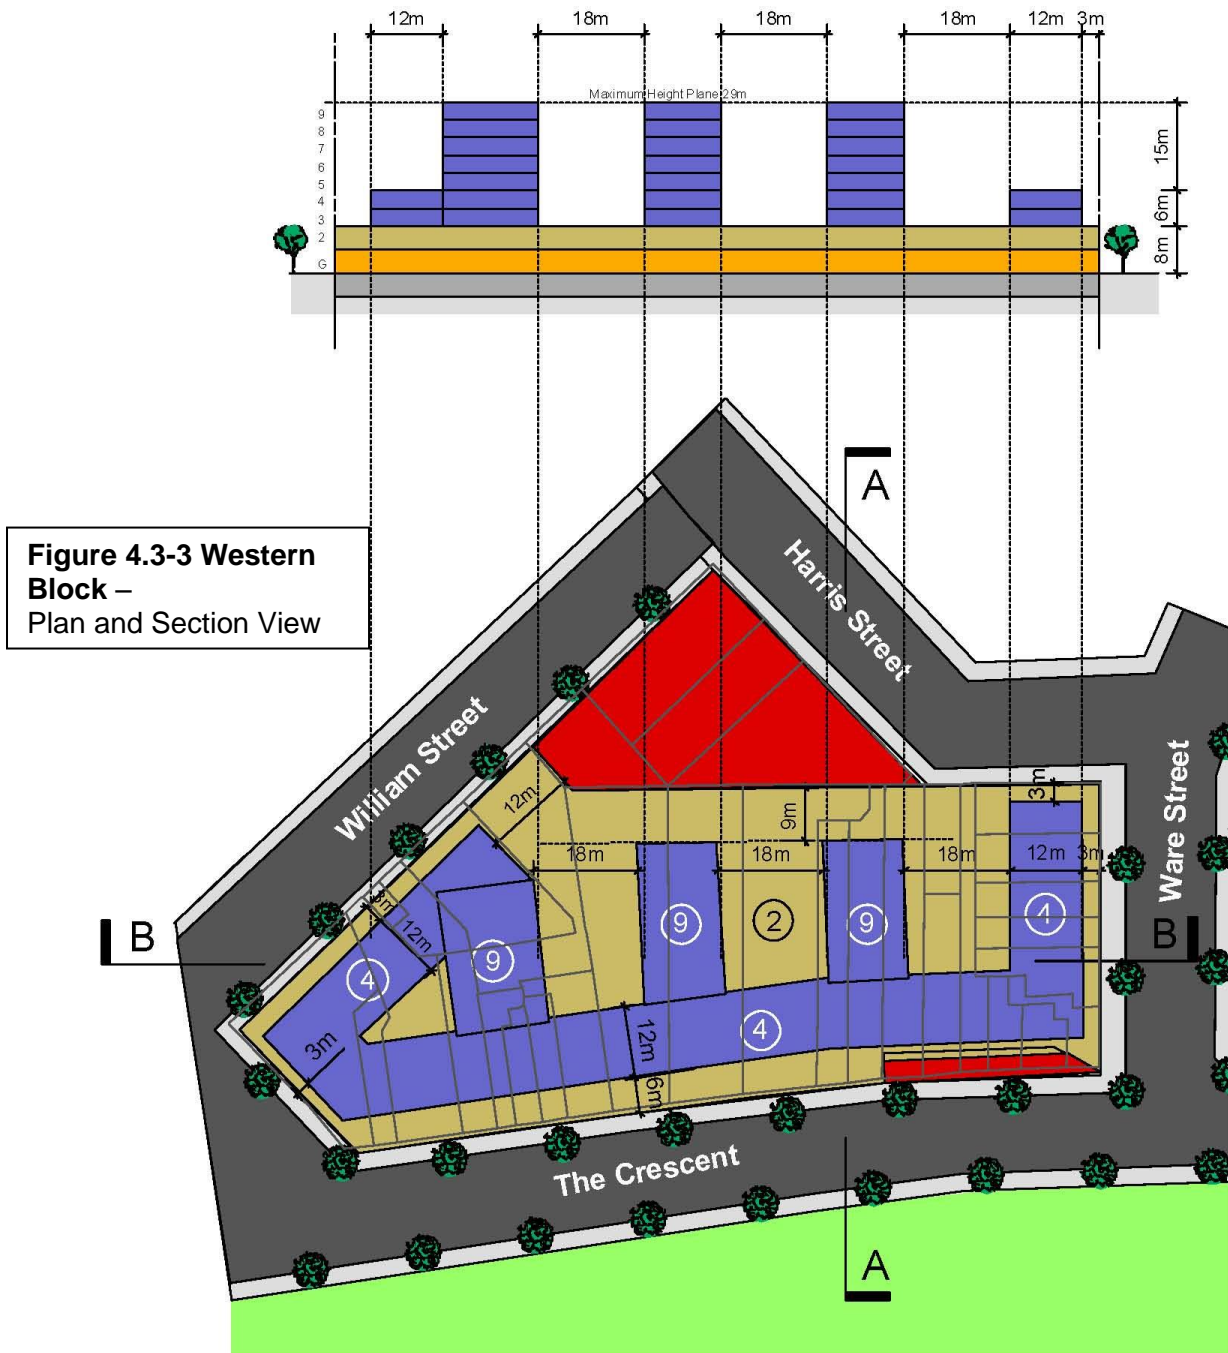 12m 18m 18m 18m 12m 3m
Maximum Height Plane 29m
9
8
7
6
5
4
3
2
G
15m
6m
8m
A
Figure 4.3-3 Western
Block –
Plan and Section View
Harris Street
William Street
Ware Street
12m
3m
9m
18m 18m 18m 12m 3m
3m
12m
9
9
2
9
4
B
B
4
3m
12m
4
6m
The Crescent
A